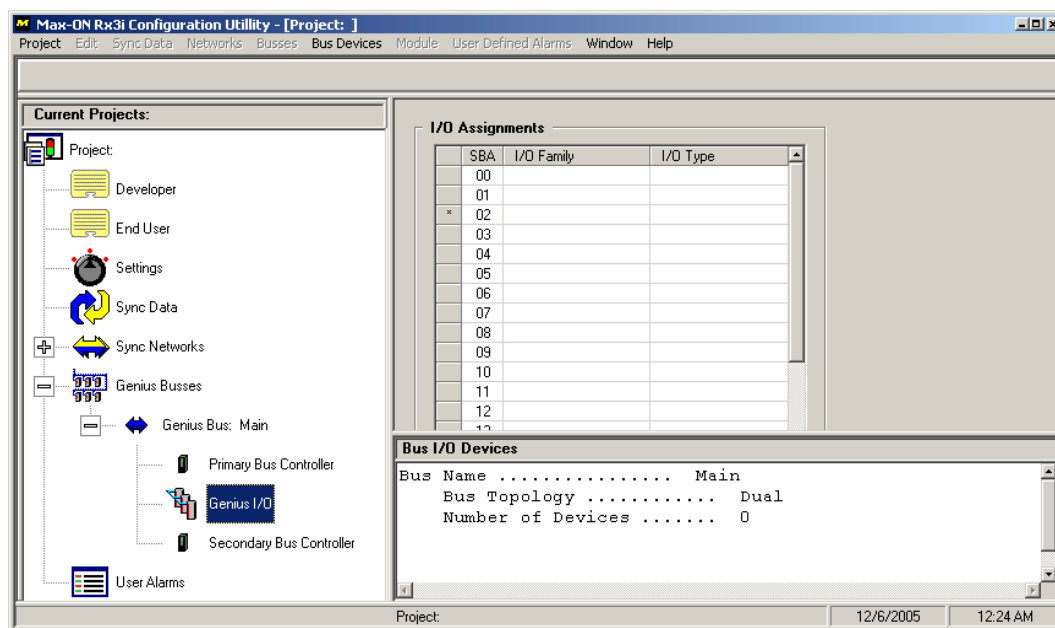 Max-ON Rx3i Configuration Utillity - [Project: ]
Project Edit Sync Data Networks Busses Bus Devices Module User Defined Alarms Window Help
Current Projects:
Project:
Developer
End User
Settings
Sync Data
Sync Networks
Genius Busses
Genius Bus: Main
Primary Bus Controller
Genius I/O
Secondary Bus Controller
User Alarms
I/O Assignments
SBA I/O Family I/O Type
00
01
* 02
03
04
05
06
07
08
09
10
11
12
Bus I/O Devices
Bus Name ................ Main
Bus Topology ............ Dual
Number of Devices ....... 0
Project: 12/6/2005 12:24 AM